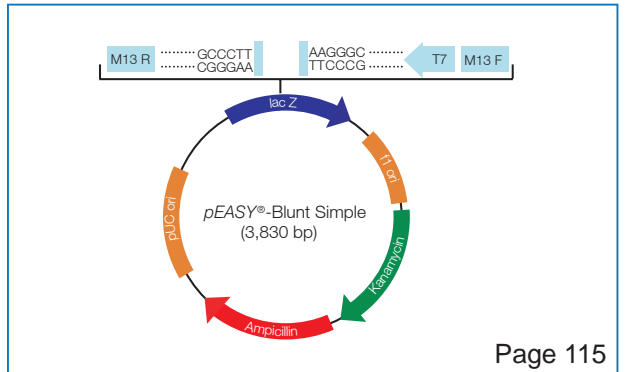 M13 R ········GCCCTT AAGGGC ········ T7 M13 F
CGGGAA TTCCCG ········
lac Z
f1 ori
pUC ori
pEASY®-Blunt Simple
(3,830 bp)
Kanamycin
Ampicillin
Page 115